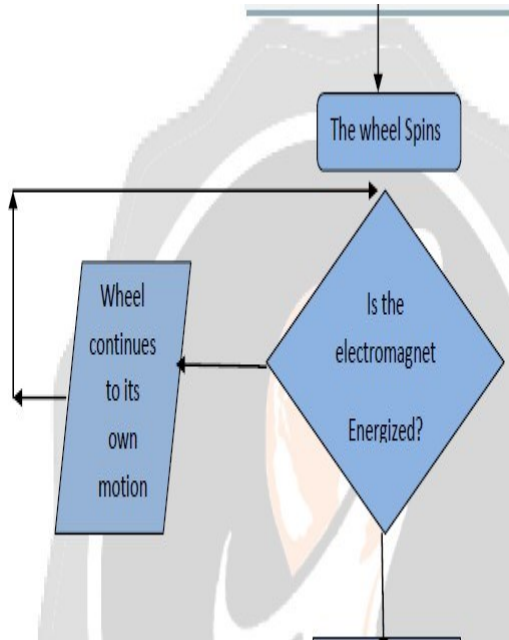 The wheel Spins
Is the
electromagnet
Energized?
Wheel
continues
to its
own
motion